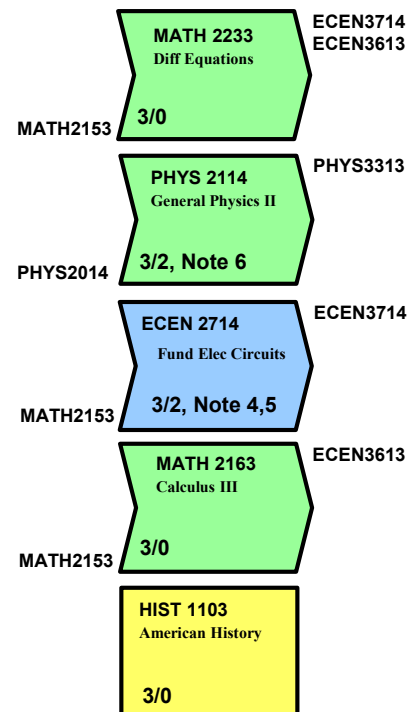 MATH 2233
Diff Equations
3/0
MATH2153
ECEN3714
ECEN3613
PHYS 2114
General Physics II
3/2, Note 6
PHYS2014
PHYS3313
ECEN 2714
Fund Elec Circuits
3/2, Note 4,5
MATH2153
ECEN3714
MATH 2163
Calculus III
3/0
MATH2153
ECEN3613
HIST 1103
American History
3/0